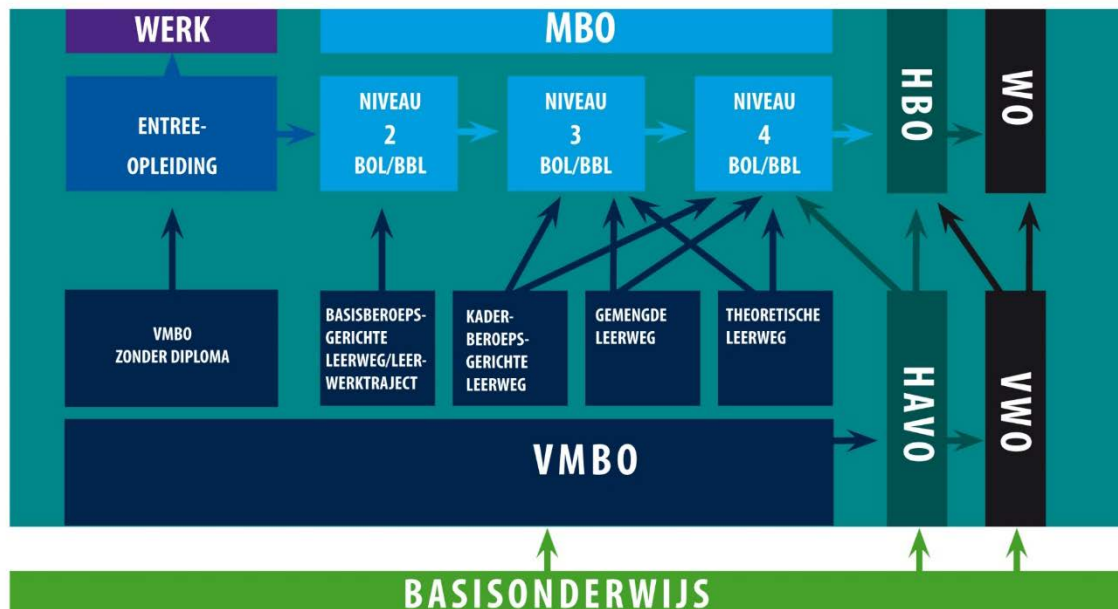 WERK
MBO
ENTREE-
OPLEIDING
NIVEAU
2
BOL/BBL
NIVEAU
3
BOL/BBL
NIVEAU
4
BOL/BBL
HBO
WO
VMBO
ZONDER DIPLOMA
BASISBEROEPS-
GERICHTE
LEERWEG/LEER-
WERKTRAJECT
KADER-
BEROEPS-
GERICHTE
LEERWEG
GEMENGDE
LEERWEG
THEORETISCHE
LEERWEG
HAVO
VWO
VMBO
BASISONDERWIJS